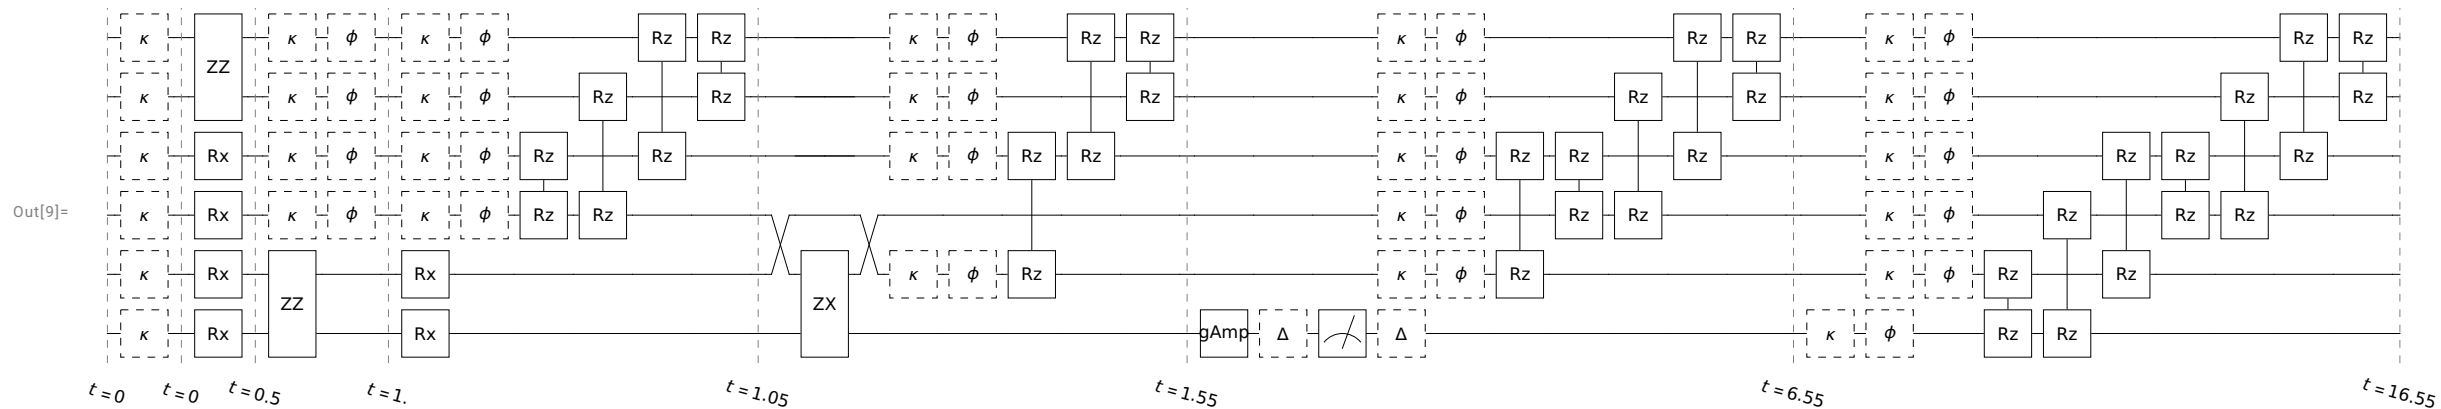 κ κ ϕ κ ϕ Rz Rz κ ϕ Rz Rz κ ϕ Rz Rz κ ϕ Rz Rz
ZZ
κ κ ϕ κ ϕ Rz Rz κ ϕ Rz κ ϕ Rz Rz κ ϕ Rz Rz
κ Rx κ ϕ κ ϕ Rz Rz κ ϕ Rz Rz κ ϕ Rz Rz Rz κ ϕ Rz Rz Rz
Out[9]= κ Rx κ ϕ κ ϕ Rz Rz κ ϕ Rz Rz κ ϕ Rz Rz Rz
κ Rx Rx κ ϕ Rz κ ϕ Rz κ ϕ Rz Rz
ZZ ZX
κ Rx Rx gAmp Δ Δ κ ϕ Rz Rz
t=0 t=0 t=0.5 t=1. t=1.05 t=1.55 t=6.55 t=16.55